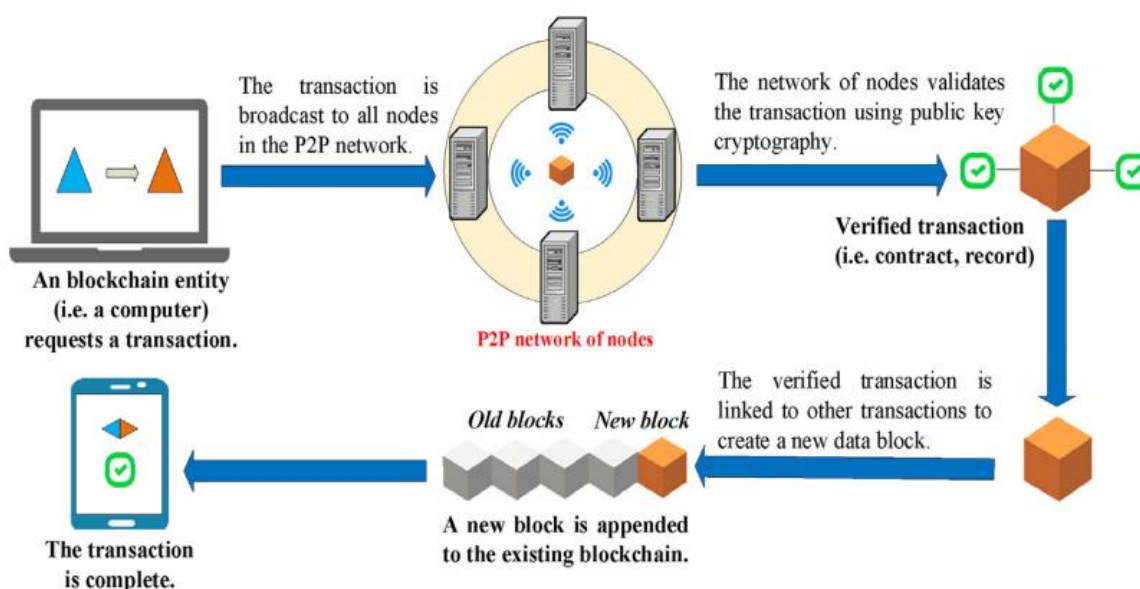 The transaction is
broadcast to all nodes
in the P2P network.
The network of nodes validates
the transaction using public key
cryptography.
An blockchain entity
(i.e. a computer)
requests a transaction.
P2P network of nodes
Verified transaction
(i.e. contract, record)
The verified transaction is
linked to other transactions to
create a new data block.
Old blocks
New block
A new block is appended
to the existing blockchain.
The transaction
is complete.